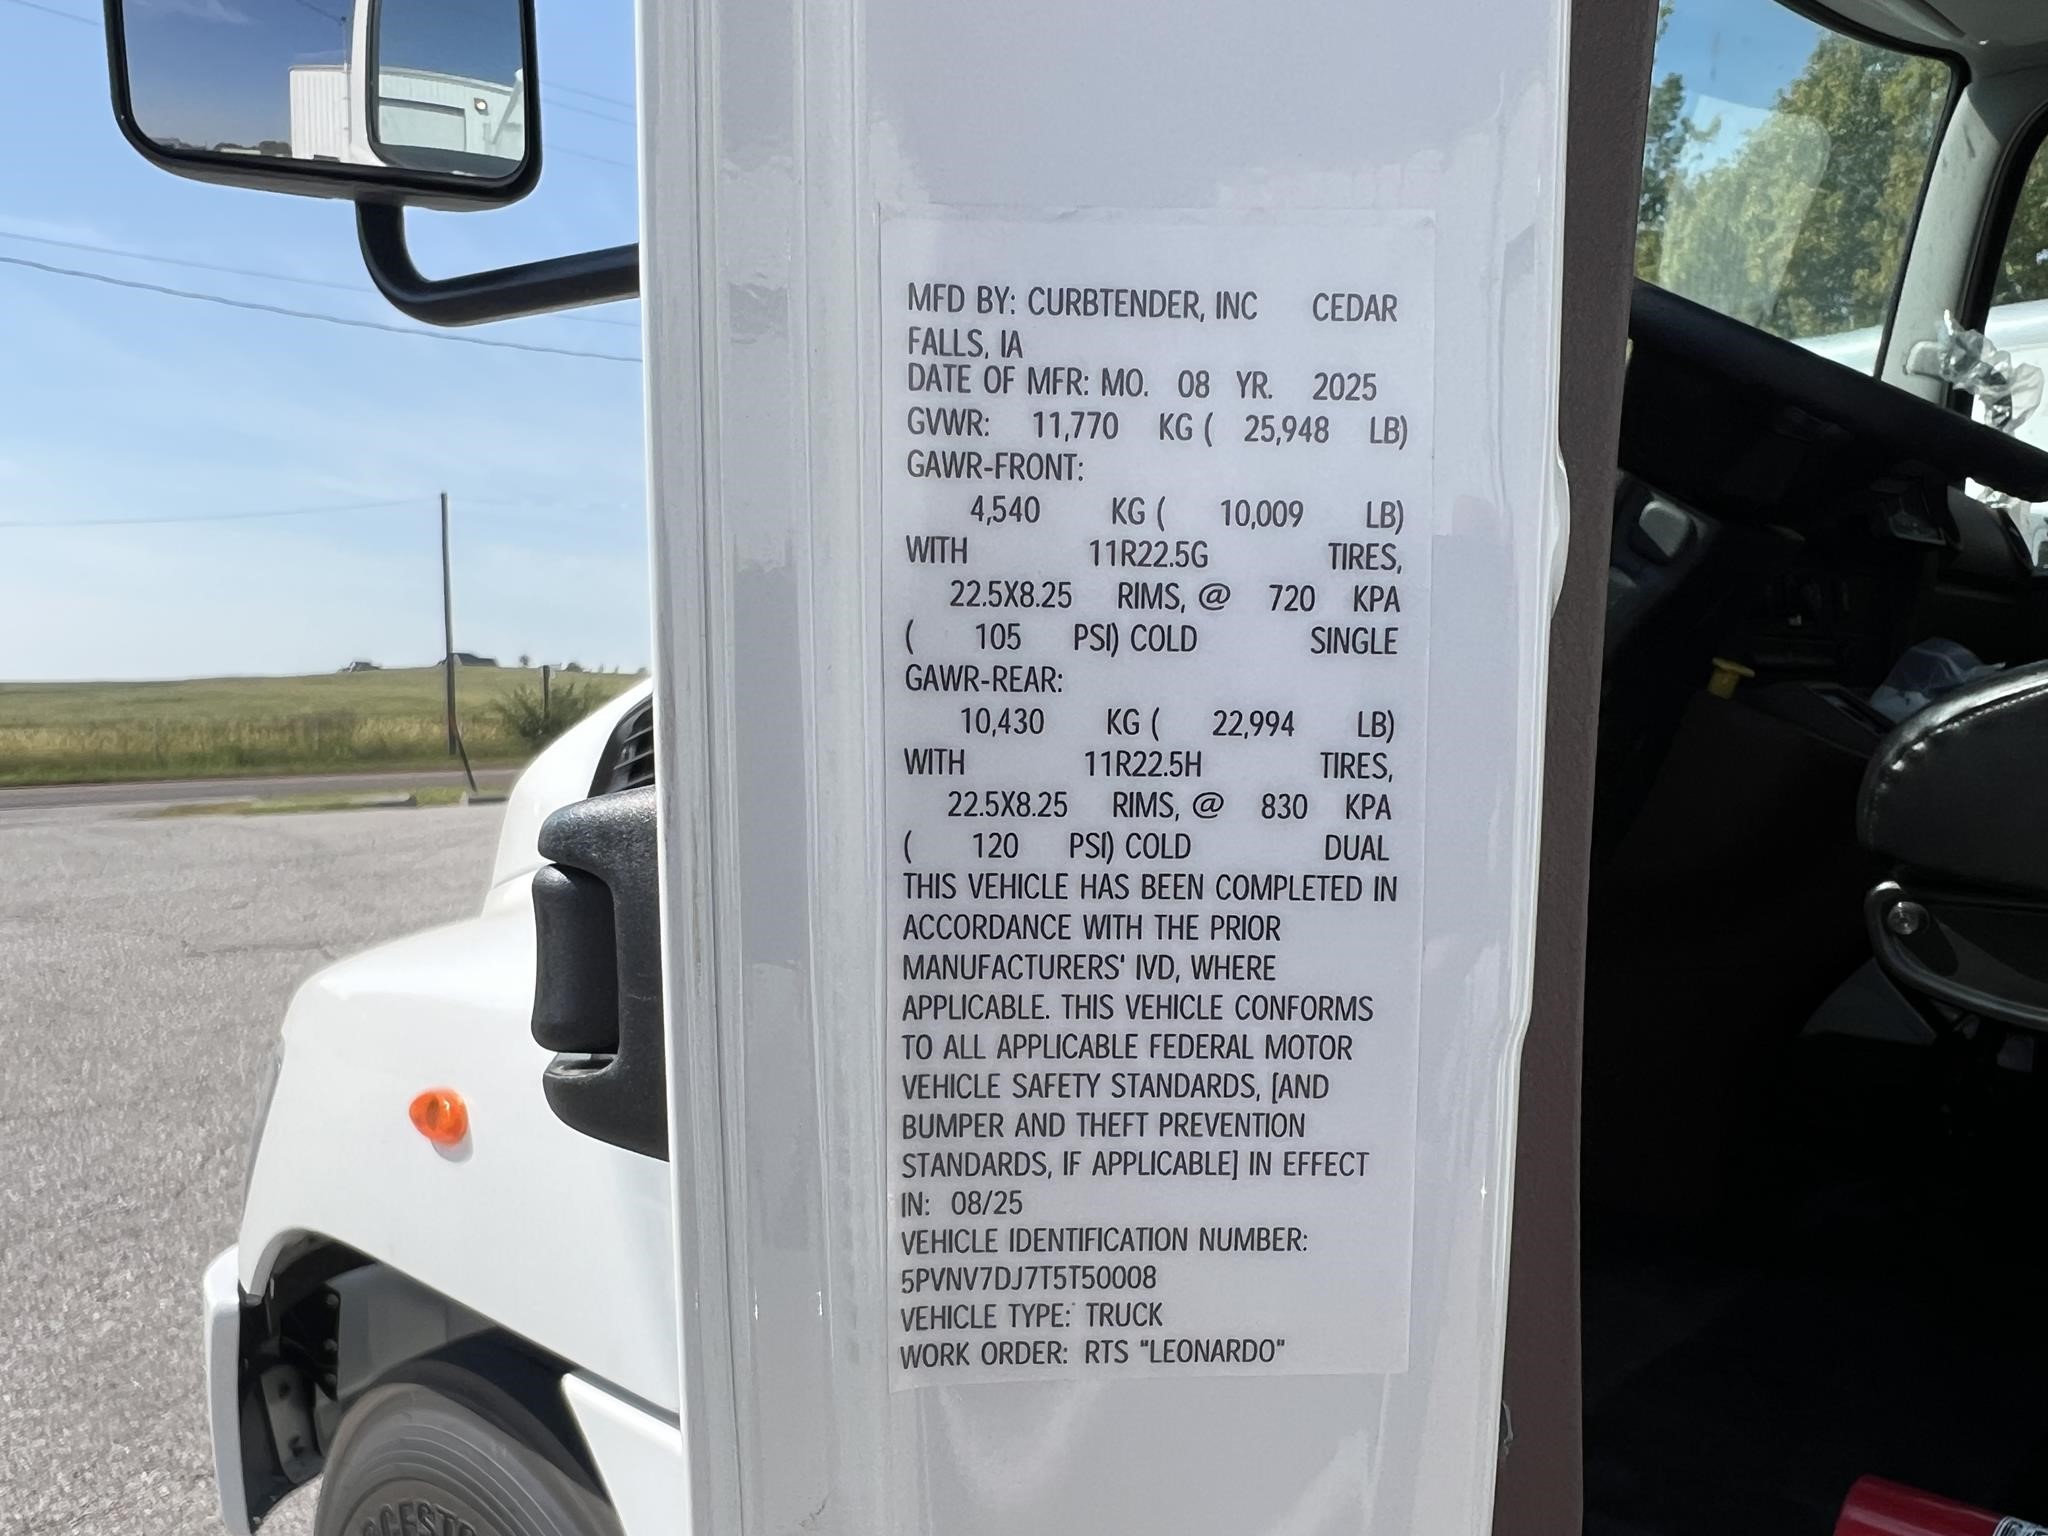 MFD BY: CURBTENDER, INC CEDAR
FALLS, IA
DATE OF MFR: MO. 08 YR. 2025
GVWR: 11,770 KG ( 25,948 LB)
GAWR-FRONT:
4,540 KG ( 10,009 LB)
WITH 11R22.5G TIRES,
22.5X8.25 RIMS, @ 720 KPA
( 105 PSI) COLD SINGLE
GAWR-REAR:
10,430 KG ( 22,994 LB)
WITH 11R22.5H TIRES,
22.5X8.25 RIMS, @ 830 KPA
( 120 PSI) COLD DUAL
THIS VEHICLE HAS BEEN COMPLETED IN
ACCORDANCE WITH THE PRIOR
MANUFACTURERS' IVD, WHERE
APPLICABLE. THIS VEHICLE CONFORMS
TO ALL APPLICABLE FEDERAL MOTOR
VEHICLE SAFETY STANDARDS, [AND
BUMPER AND THEFT PREVENTION
STANDARDS, IF APPLICABLE] IN EFFECT
IN: 08/25
VEHICLE IDENTIFICATION NUMBER:
5PVNV7DJ7T5T50008
VEHICLE TYPE: TRUCK
WORK ORDER: RTS "LEONARDO"